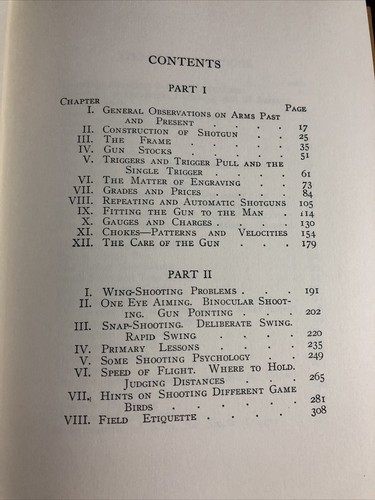 CONTENTS
PART I
Chapter Page
I. General Observations on Arms Past
and Present . . . . 17
II. Construction of Shotgun . . 25
III. The Frame . . . . . 35
IV. Gun Stocks . . . . . 51
V. Triggers and Trigger Pull and the
Single Trigger . . . . 61
VI. The Matter of Engraving . . 73
VII. Grades and Prices . . . . 84
VIII. Repeating and Automatic Shotguns 105
IX. Fitting the Gun to the Man . 114
X. Gauges and Charges . . . . 130
XI. Chokes—Patterns and Velocities 154
XII. The Care of the Gun . . . 179
PART II
I. Wing-Shooting Problems . . . 191
II. One Eye Aiming. Binocular Shoot-
ing. Gun Pointing . . . 202
III. Snap-Shooting. Deliberate Swing.
Rapid Swing . . . . 220
IV. Primary Lessons . . . . 235
V. Some Shooting Psychology . . 249
VI. Speed of Flight. Where to Hold.
Judging Distances . . . 265
VII. Hints on Shooting Different Game
Birds . . . . . . 281
VIII. Field Etiquette . . . . 308